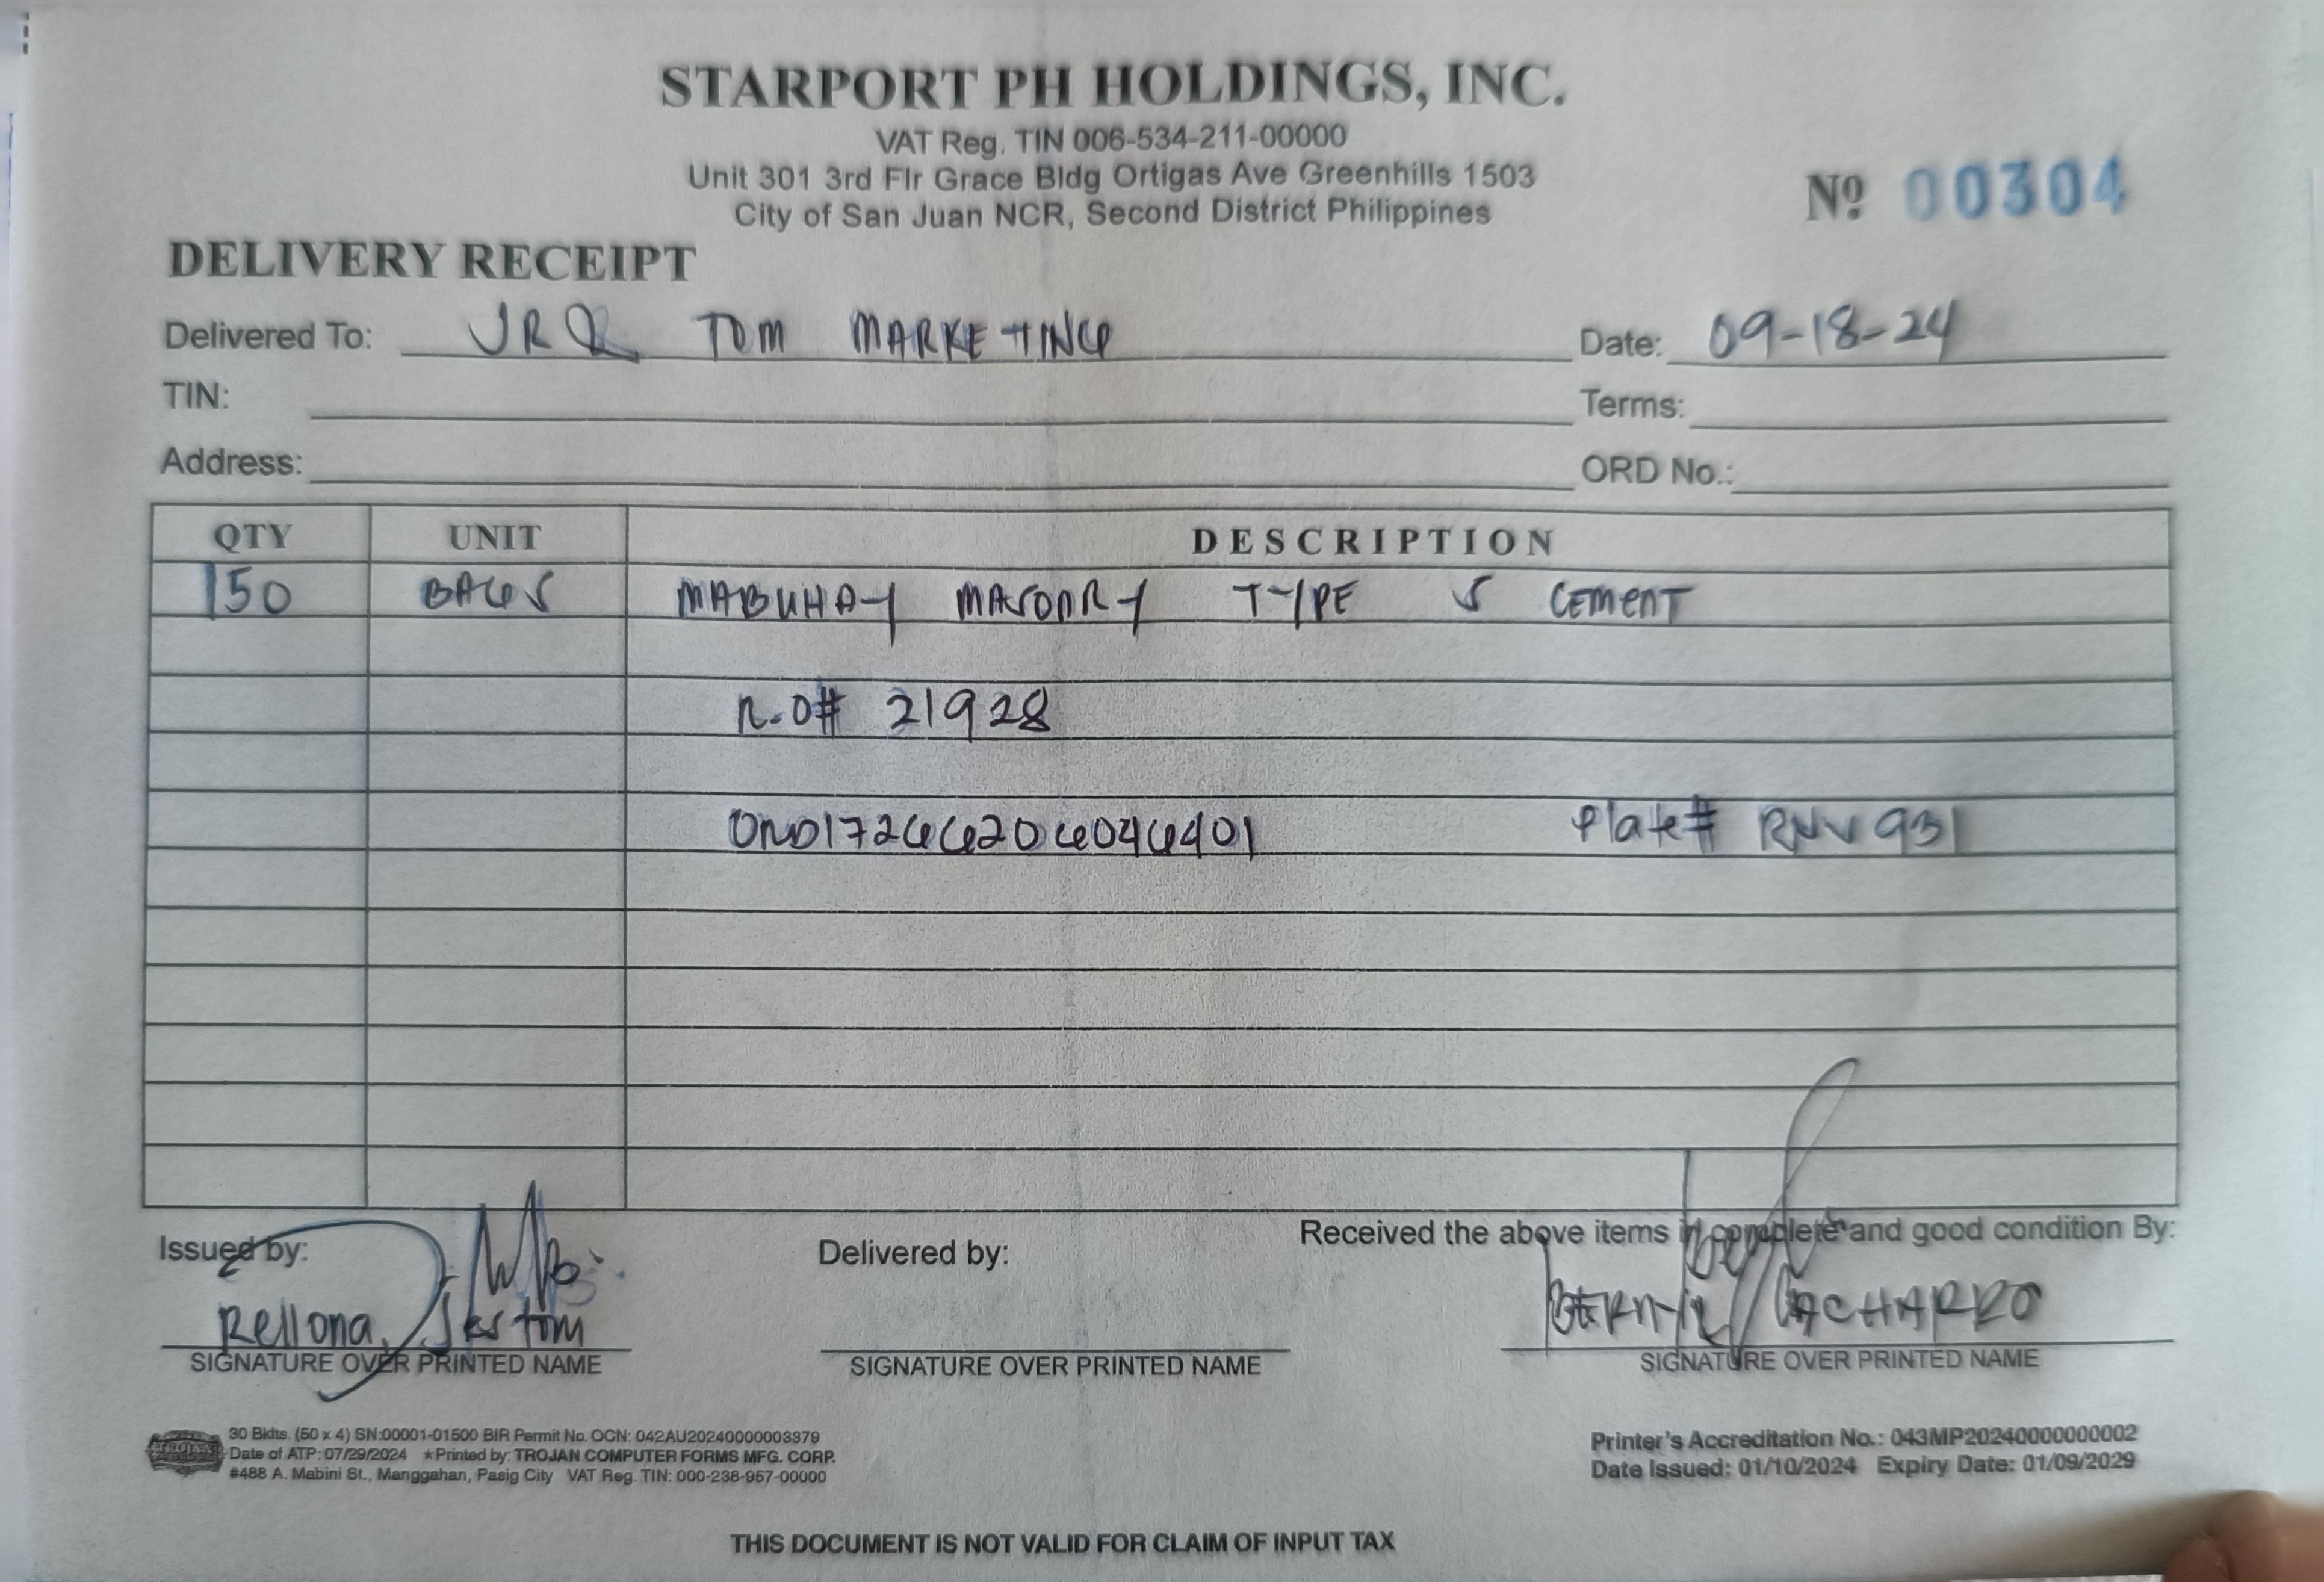 STARPORT PH HOLDINGS, INC.
VAT Reg. TIN 006-534-211-00000
Unit 301 3rd Flr Grace Bldg Ortigas Ave Greenhills 1503
City of San Juan NCR, Second District Philippines
Nº 00304
DELIVERY RECEIPT
Delivered To: JR & TOM MARKETING Date: 09-18-24
TIN: Terms:
Address: ORD No.:
QTY UNIT DESCRIPTION
150 BAGS MABUHAY MASONRY TYPE S CEMENT
R.O# 21928
ORD17266206046401 Plate# RNV 931
Received the above items in complete and good condition By:
Issued by: Delivered by:
Rellona, Jestom
SIGNATURE OVER PRINTED NAME SIGNATURE OVER PRINTED NAME SIGNATURE OVER PRINTED NAME
TROJAN
30 Bklts. (50 x 4) SN:00001-01500 BIR Permit No. OCN: 042AU20240000003379
Date of ATP: 07/29/2024 ★Printed by: TROJAN COMPUTER FORMS MFG. CORP.
#488 A. Mabini St., Manggahan, Pasig City VAT Reg. TIN: 000-238-957-00000
Printer's Accreditation No.: 043MP20240000000002
Date Issued: 01/10/2024 Expiry Date: 01/09/2029
THIS DOCUMENT IS NOT VALID FOR CLAIM OF INPUT TAX